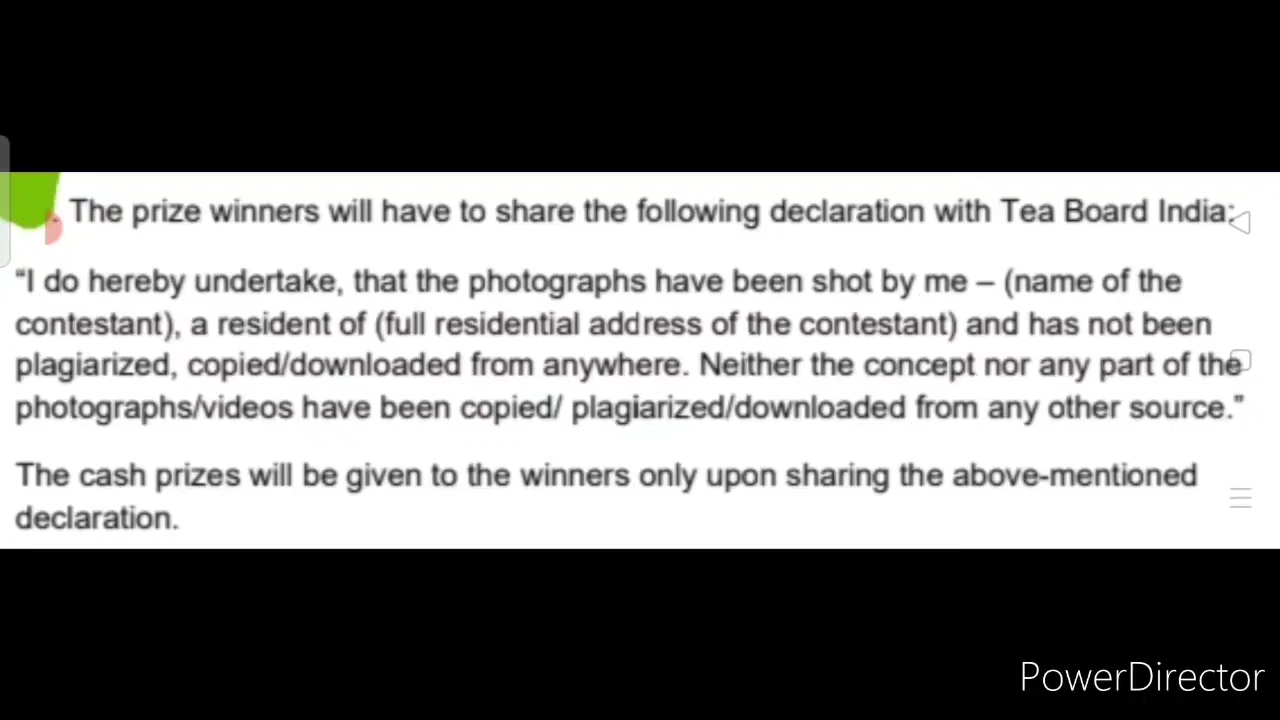 The prize winners will have to share the following declaration with Tea Board India:
“I do hereby undertake, that the photographs have been shot by me – (name of the
contestant), a resident of (full residential address of the contestant) and has not been
plagiarized, copied/downloaded from anywhere. Neither the concept nor any part of the
photographs/videos have been copied/ plagiarized/downloaded from any other source.”
The cash prizes will be given to the winners only upon sharing the above-mentioned
declaration.
PowerDirector